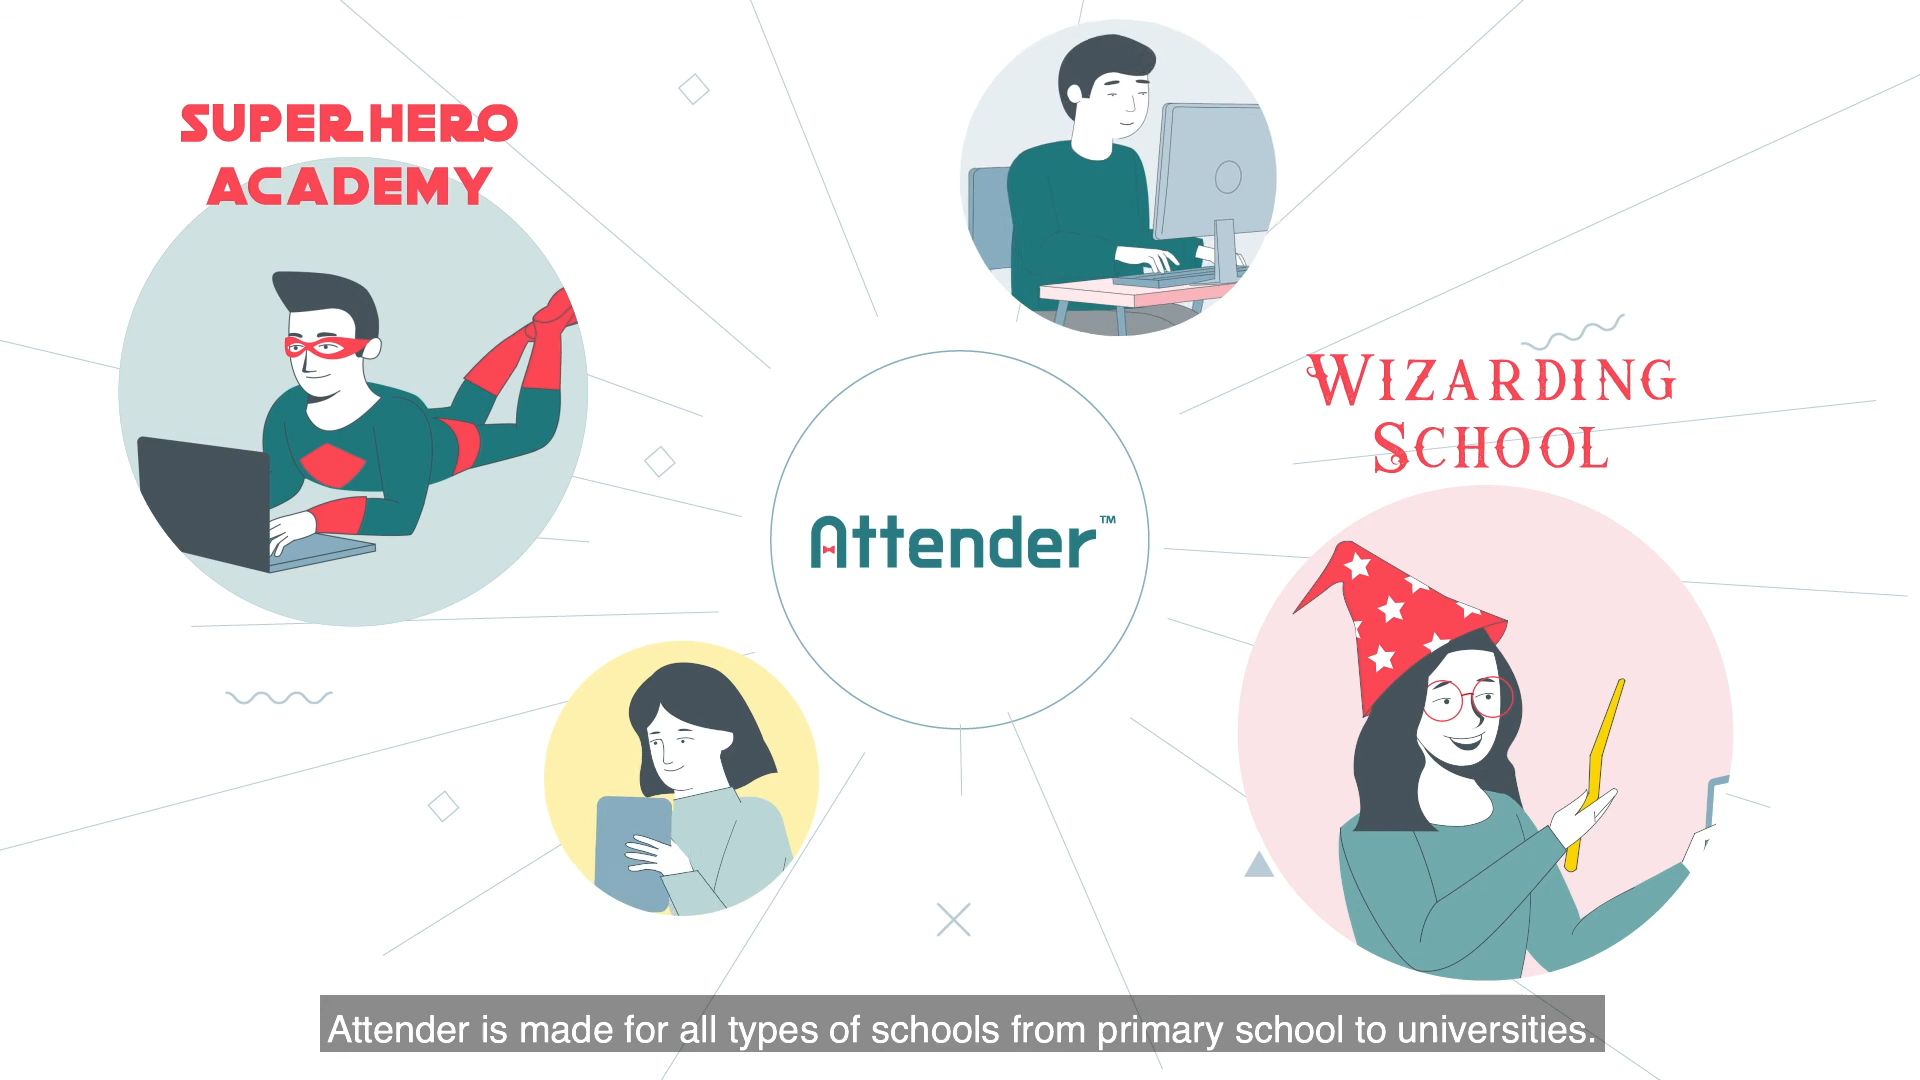 SUPER HERO
ACADEMY
WIZARDING
SCHOOL
Attender™
Attender is made for all types of schools from primary school to universities.